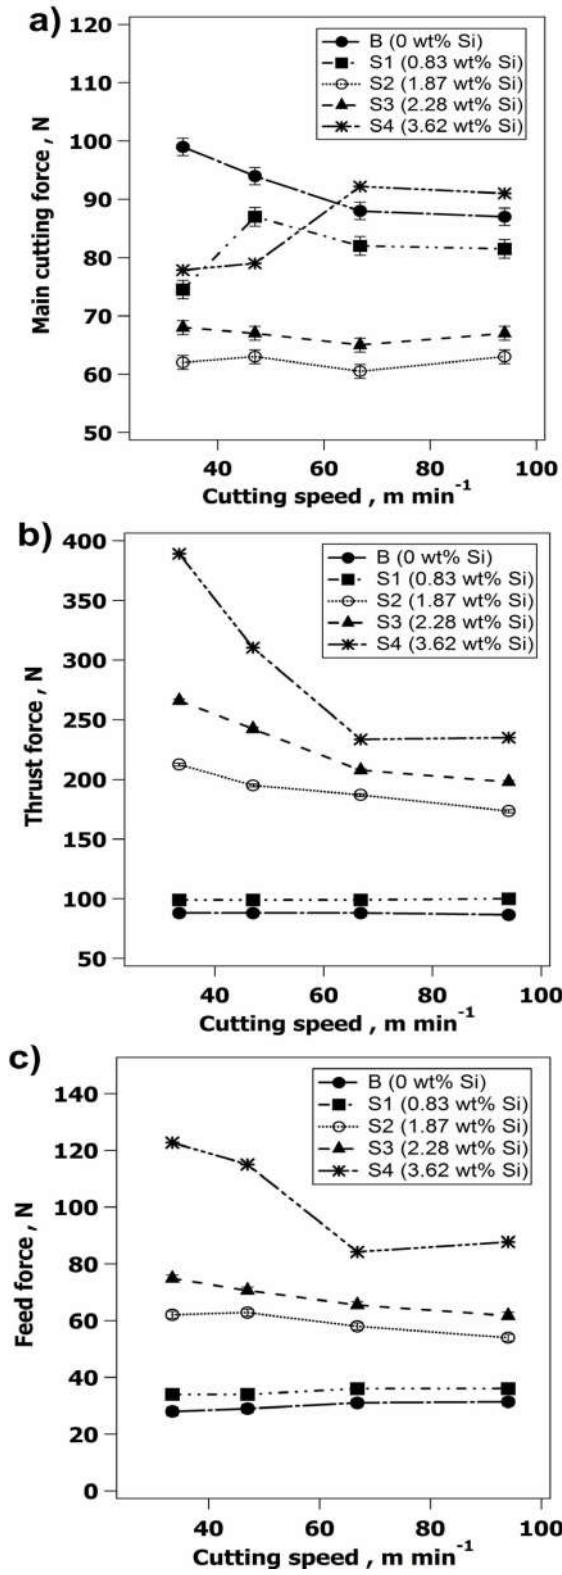 a)
120
B (0 wt% Si)
S1 (0.83 wt% Si)
S2 (1.87 wt% Si)
S3 (2.28 wt% Si)
S4 (3.62 wt% Si)
110
100
90
80
70
60
50
Main cutting force , N
40
60
80
100
Cutting speed , m min⁻¹
b)
400
B (0 wt% Si)
S1 (0.83 wt% Si)
S2 (1.87 wt% Si)
S3 (2.28 wt% Si)
S4 (3.62 wt% Si)
350
300
250
200
150
100
50
Thrust force , N
40
60
80
100
Cutting speed , m min⁻¹
c)
B (0 wt% Si)
S1 (0.83 wt% Si)
S2 (1.87 wt% Si)
S3 (2.28 wt% Si)
S4 (3.62 wt% Si)
140
120
100
80
60
40
20
0
Feed force , N
40
60
80
100
Cutting speed , m min⁻¹